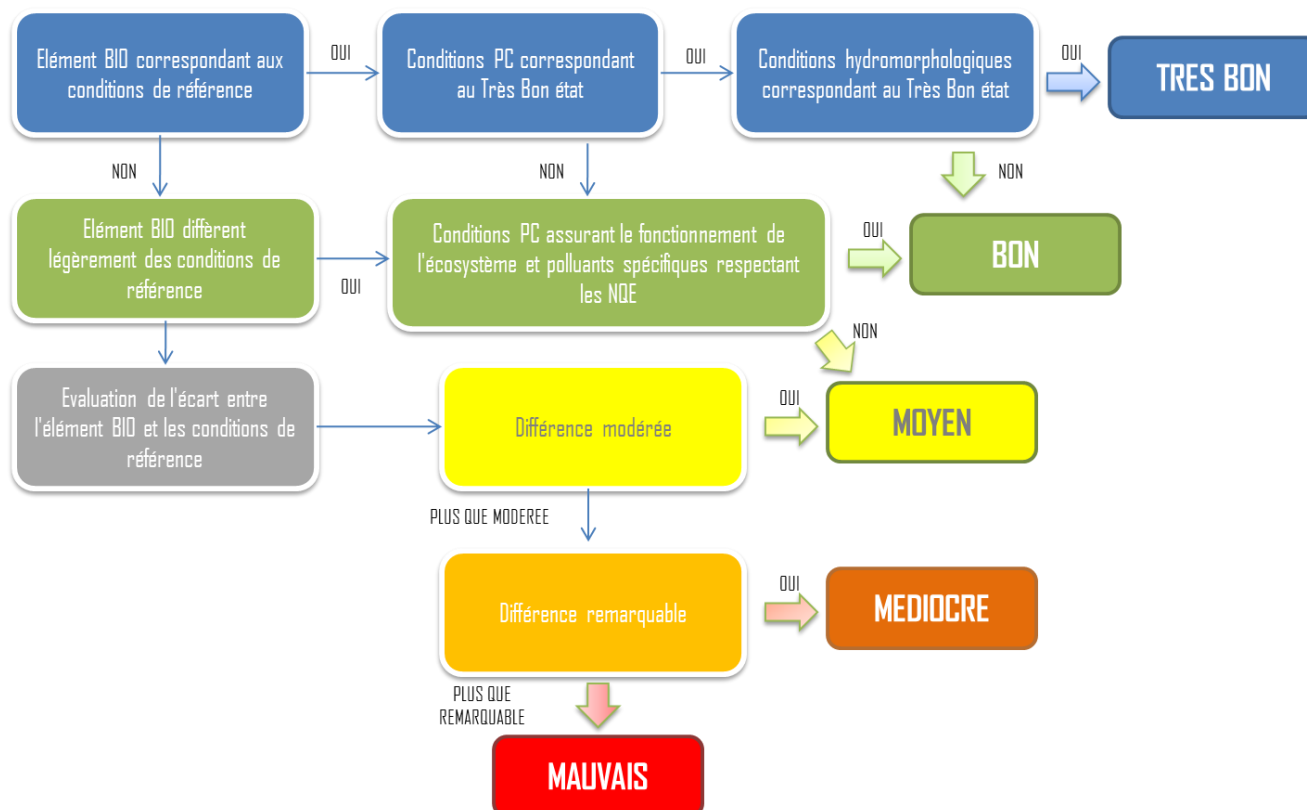 Elément BIO correspondant aux
conditions de référence
OUI
Conditions PC correspondant
au Très Bon état
OUI
Conditions hydromorphologiques
correspondant au Très Bon état
OUI
TRES BON
NON
NON
NON
Elément BIO diffèrent
légèrement des conditions de
référence
OUI
Conditions PC assurant le fonctionnement de
l'écosystème et polluants spécifiques respectant
les NQE
OUI
BON
NON
Evaluation de l'écart entre
l'élément BIO et les conditions de
référence
Différence modérée
OUI
MOYEN
PLUS QUE MODEREE
Différence remarquable
OUI
MEDIOCRE
PLUS QUE
REMARQUABLE
MAUVAIS